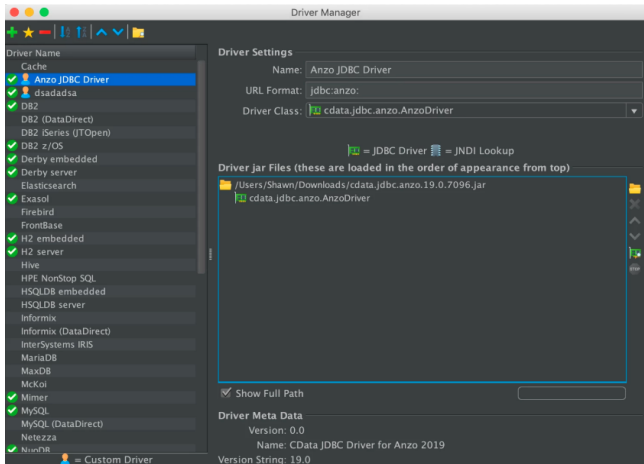 Driver Manager
Driver Name
Cache
Anzo JDBC Driver
dsadadsa
DB2
DB2 (DataDirect)
DB2 iSeries (JTOpen)
DB2 z/OS
Derby embedded
Derby server
Elasticsearch
Exasol
Firebird
FrontBase
H2 embedded
H2 server
Hive
HPE NonStop SQL
HSQLDB embedded
HSQLDB server
Informix
Informix (DataDirect)
InterSystems IRIS
MariaDB
MaxDB
McKoi
Mimer
MySQL
MySQL (DataDirect)
Netezza
NuoDB
= Custom Driver
Driver Settings
Name: Anzo JDBC Driver
URL Format: jdbc:anzo:
Driver Class: cdata.jdbc.anzo.AnzoDriver
= JDBC Driver = JNDI Lookup
Driver jar Files (these are loaded in the order of appearance from top)
/Users/Shawn/Downloads/cdata.jdbc.anzo.19.0.7096.jar
cdata.jdbc.anzo.AnzoDriver
Show Full Path
Driver Meta Data
Version: 0.0
Name: CData JDBC Driver for Anzo 2019
Version String: 19.0